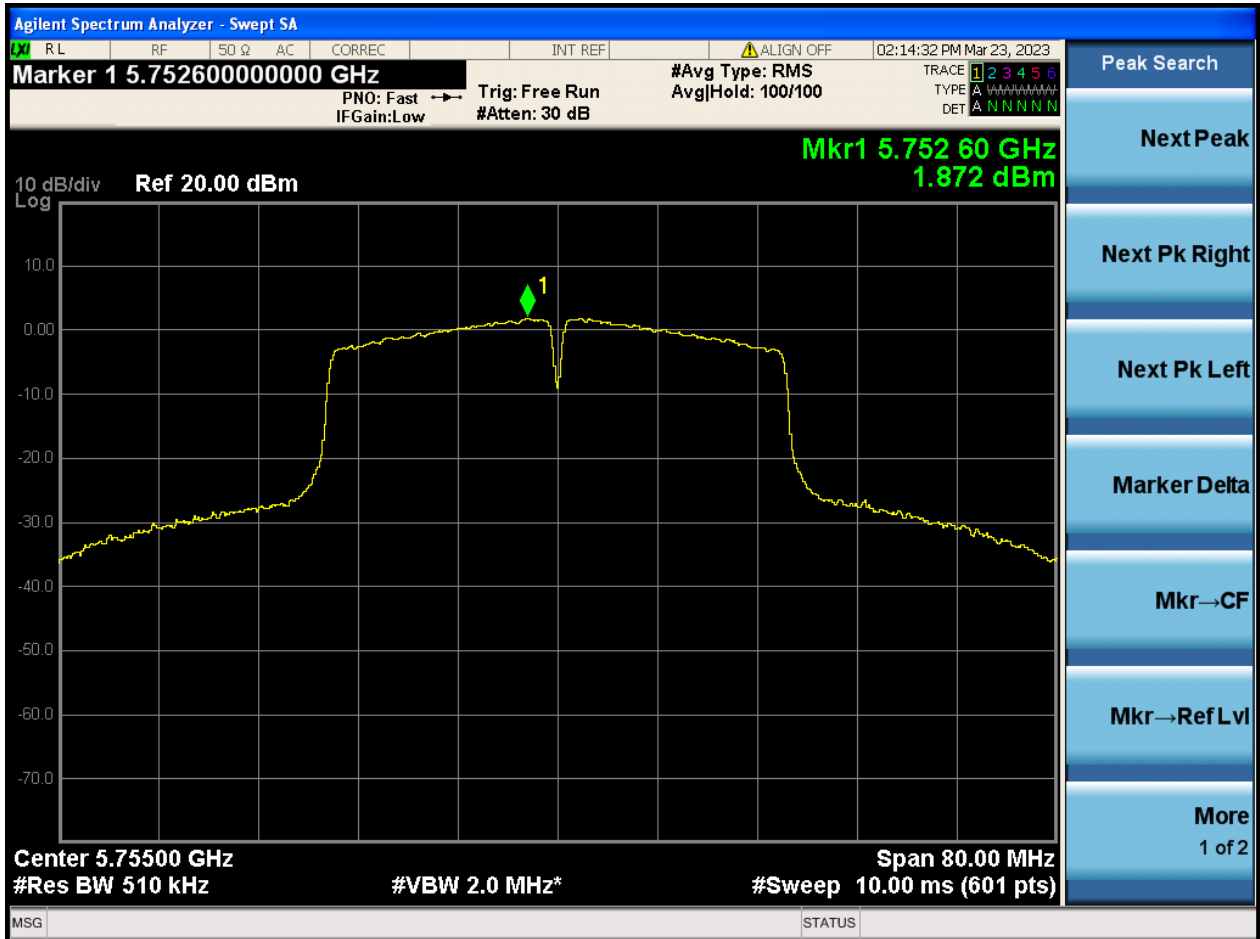 Agilent Spectrum Analyzer - Swept SA
LXI RL RF 50 Ω AC CORREC INT REF ALIGN OFF 02:14:32 PM Mar 23, 2023
Marker 1 5.752600000000 GHz
PNO: Fast
IFGain:Low
Trig: Free Run
#Atten: 30 dB
#Avg Type: RMS
Avg|Hold: 100/100
TRACE 1 2 3 4 5 6
TYPE A WWWWW
DET A N N N N N
Mkr1 5.752 60 GHz
1.872 dBm
10 dB/div Ref 20.00 dBm
Log
10.0
0.00
-10.0
-20.0
-30.0
-40.0
-50.0
-60.0
-70.0
1
Center 5.75500 GHz Span 80.00 MHz
#Res BW 510 kHz #VBW 2.0 MHz* #Sweep 10.00 ms (601 pts)
MSG STATUS
Peak Search
Next Peak
Next Pk Right
Next Pk Left
Marker Delta
Mkr→CF
Mkr→Ref Lvl
More
1 of 2